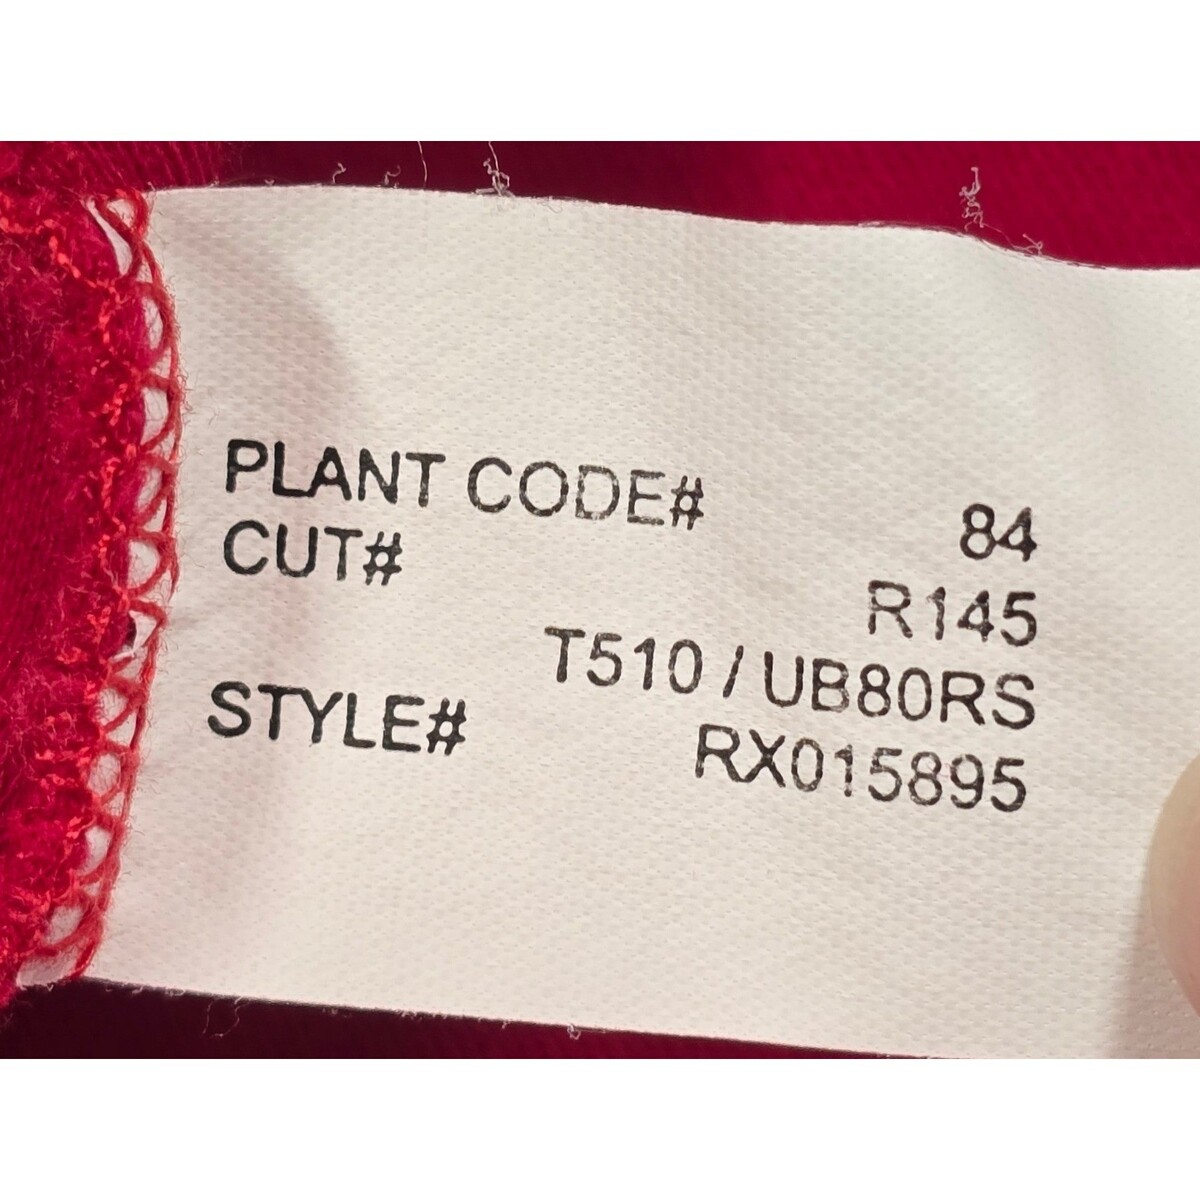 PLANT CODE# 84
CUT# R145
T510 / UB80RS
STYLE# RX015895